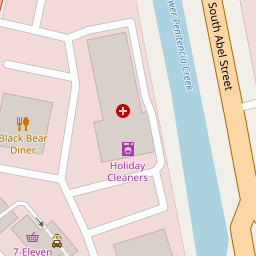 Penitencia Creek
South Abel Street
Black Bear
Diner
Holiday
Cleaners
7-Eleven